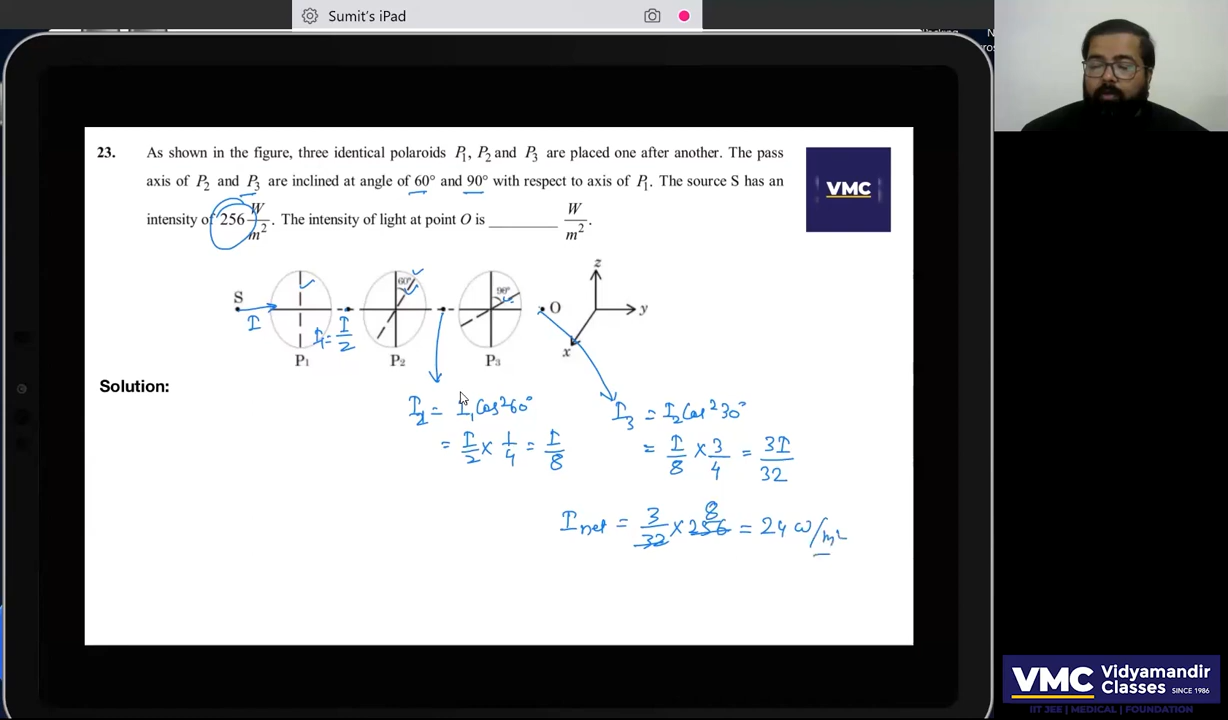 Sumit's iPad
23. As shown in the figure, three identical polaroids P₁, P₂ and P₃ are placed one after another. The pass
axis of P₂ and P₃ are inclined at angle of 60° and 90° with respect to axis of P₁. The source S has an
intensity of 256 W/m². The intensity of light at point O is ________ W/m².
VMC
S
I
I₁ = I/2
60°
90°
O
z
y
x
P₁
P₂
P₃
Solution:
I₂ = I₁ Cos²60°
= I/2 × 1/4 = I/8
I₃ = I₂ Cos²30°
= I/8 × 3/4 = 3I/32
I net = 3/32 × 256 8 = 24 W/m²
VMC Vidyamandir
Classes SINCE 1986
IIT JEE | MEDICAL | FOUNDATION